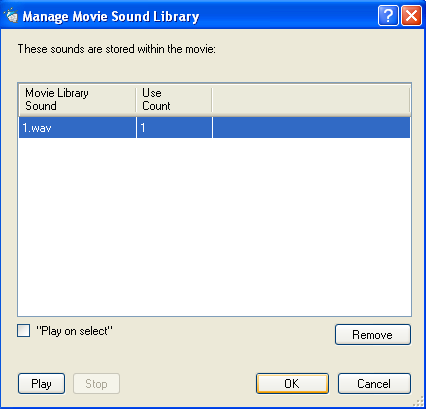 Manage Movie Sound Library
These sounds are stored within the movie:
Movie Library Sound
Use Count
1.wav 1
"Play on select"
Remove
Play Stop OK Cancel